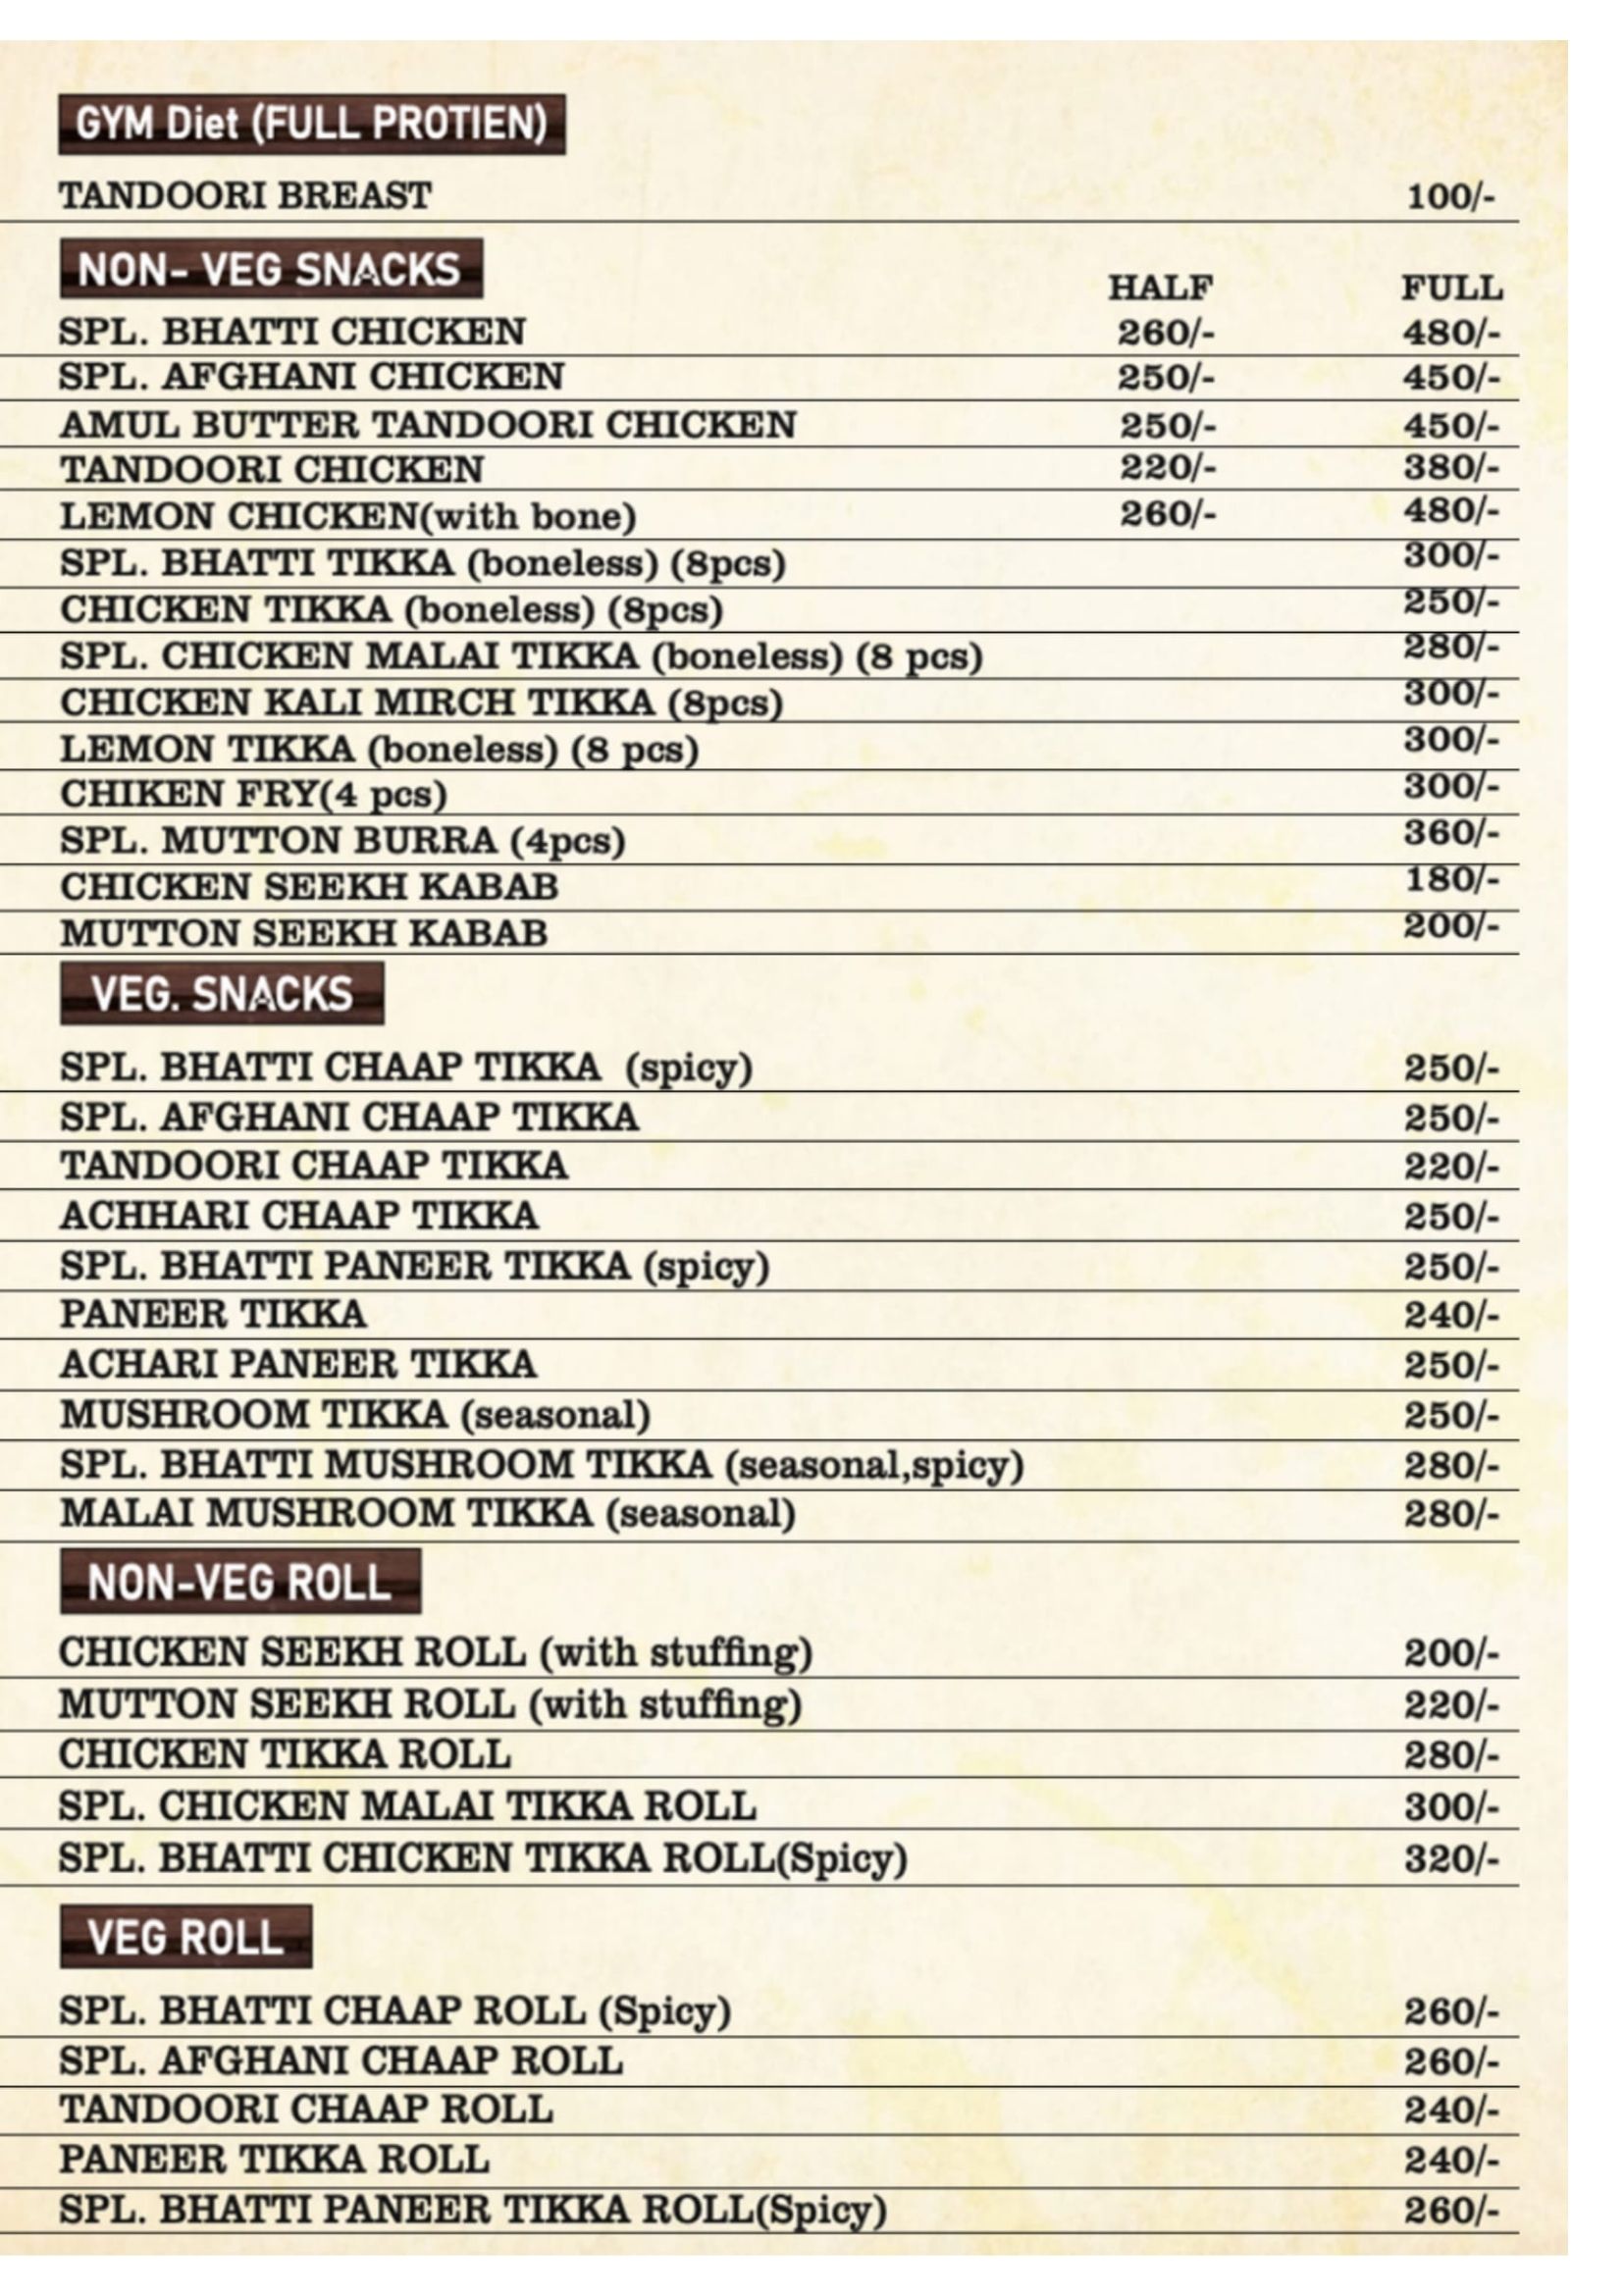 GYM Diet (FULL PROTIEN)
TANDOORI BREAST 100/-
NON- VEG SNACKS
HALF FULL
SPL. BHATTI CHICKEN 260/- 480/-
SPL. AFGHANI CHICKEN 250/- 450/-
AMUL BUTTER TANDOORI CHICKEN 250/- 450/-
TANDOORI CHICKEN 220/- 380/-
LEMON CHICKEN(with bone) 260/- 480/-
SPL. BHATTI TIKKA (boneless) (8pcs) 300/-
CHICKEN TIKKA (boneless) (8pcs) 250/-
SPL. CHICKEN MALAI TIKKA (boneless) (8 pcs) 280/-
CHICKEN KALI MIRCH TIKKA (8pcs) 300/-
LEMON TIKKA (boneless) (8 pcs) 300/-
CHIKEN FRY(4 pcs) 300/-
SPL. MUTTON BURRA (4pcs) 360/-
CHICKEN SEEKH KABAB 180/-
MUTTON SEEKH KABAB 200/-
VEG. SNACKS
SPL. BHATTI CHAAP TIKKA (spicy) 250/-
SPL. AFGHANI CHAAP TIKKA 250/-
TANDOORI CHAAP TIKKA 220/-
ACHHARI CHAAP TIKKA 250/-
SPL. BHATTI PANEER TIKKA (spicy) 250/-
PANEER TIKKA 240/-
ACHARI PANEER TIKKA 250/-
MUSHROOM TIKKA (seasonal) 250/-
SPL. BHATTI MUSHROOM TIKKA (seasonal,spicy) 280/-
MALAI MUSHROOM TIKKA (seasonal) 280/-
NON-VEG ROLL
CHICKEN SEEKH ROLL (with stuffing) 200/-
MUTTON SEEKH ROLL (with stuffing) 220/-
CHICKEN TIKKA ROLL 280/-
SPL. CHICKEN MALAI TIKKA ROLL 300/-
SPL. BHATTI CHICKEN TIKKA ROLL(Spicy) 320/-
VEG ROLL
SPL. BHATTI CHAAP ROLL (Spicy) 260/-
SPL. AFGHANI CHAAP ROLL 260/-
TANDOORI CHAAP ROLL 240/-
PANEER TIKKA ROLL 240/-
SPL. BHATTI PANEER TIKKA ROLL(Spicy) 260/-